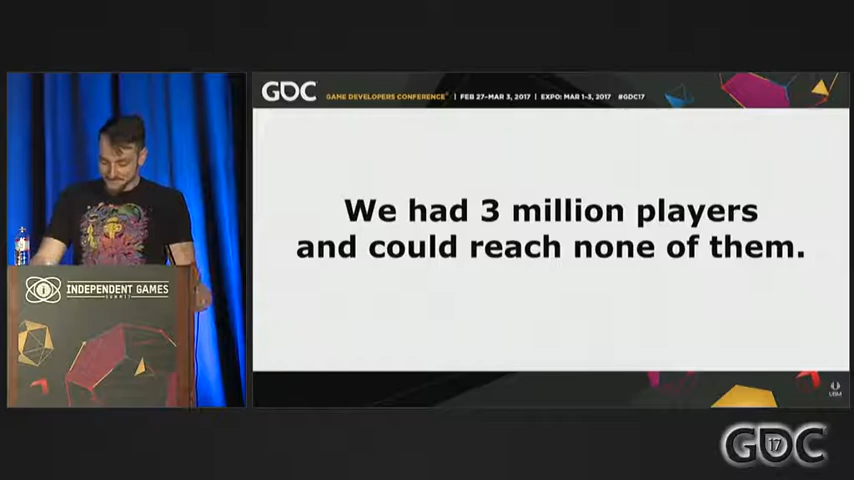 GDC
GAME DEVELOPERS CONFERENCE® | FEB 27–MAR 3, 2017 | EXPO: MAR 1–3, 2017 #GDC17
We had 3 million players
and could reach none of them.
INDEPENDENT GAMES
SUMMIT
UBM
GDC
17